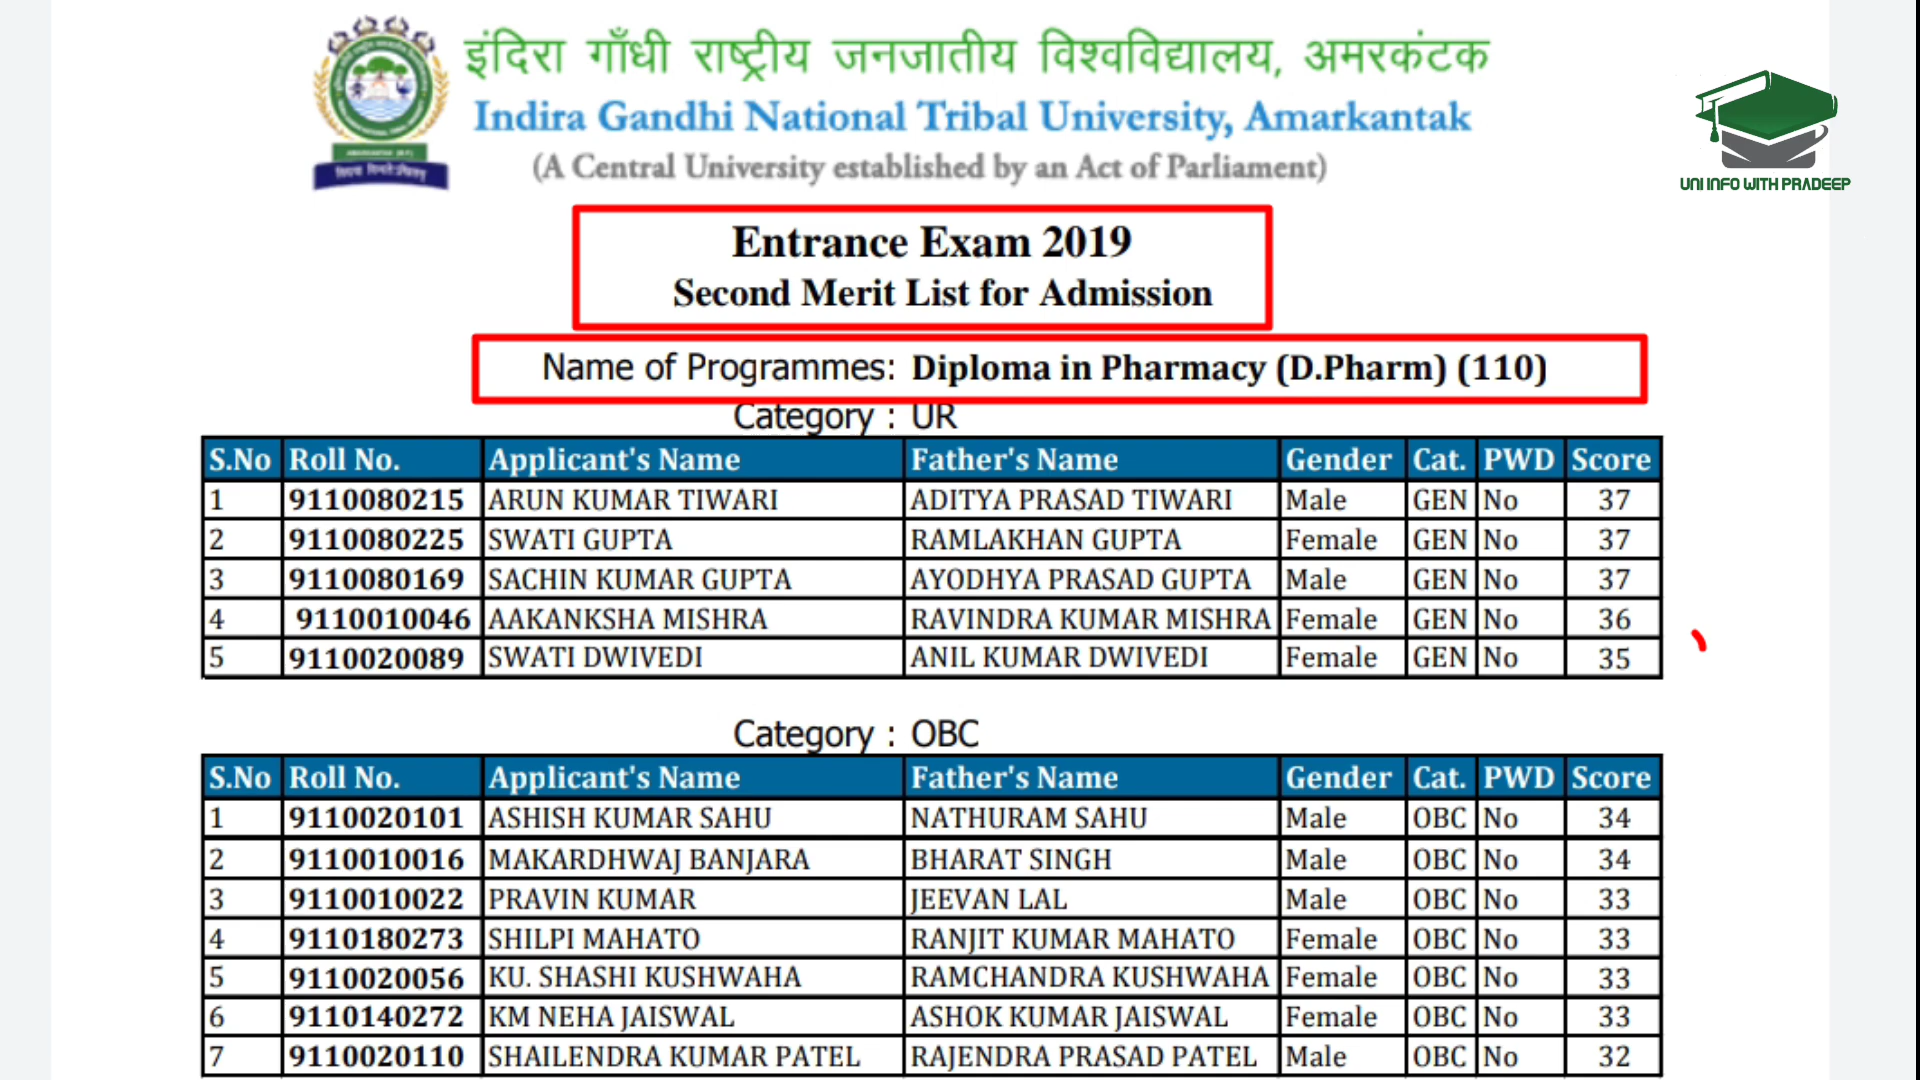 इंदिरा गाँधी राष्ट्रीय जनजातीय विश्वविद्यालय, अमरकंटक
Indira Gandhi National Tribal University, Amarkantak
(A Central University established by an Act of Parliament)
UNI INFO WITH PRADEEP
Entrance Exam 2019
Second Merit List for Admission
Name of Programmes: Diploma in Pharmacy (D.Pharm) (110)
Category : UR
S.No Roll No. Applicant's Name Father's Name Gender Cat. PWD Score
1 9110080215 ARUN KUMAR TIWARI ADITYA PRASAD TIWARI Male GEN No 37
2 9110080225 SWATI GUPTA RAMLAKHAN GUPTA Female GEN No 37
3 9110080169 SACHIN KUMAR GUPTA AYODHYA PRASAD GUPTA Male GEN No 37
4 9110010046 AAKANKSHA MISHRA RAVINDRA KUMAR MISHRA Female GEN No 36
5 9110020089 SWATI DWIVEDI ANIL KUMAR DWIVEDI Female GEN No 35
Category : OBC
S.No Roll No. Applicant's Name Father's Name Gender Cat. PWD Score
1 9110020101 ASHISH KUMAR SAHU NATHURAM SAHU Male OBC No 34
2 9110010016 MAKARDHWAJ BANJARA BHARAT SINGH Male OBC No 34
3 9110010022 PRAVIN KUMAR JEEVAN LAL Male OBC No 33
4 9110180273 SHILPI MAHATO RANJIT KUMAR MAHATO Female OBC No 33
5 9110020056 KU. SHASHI KUSHWAHA RAMCHANDRA KUSHWAHA Female OBC No 33
6 9110140272 KM NEHA JAISWAL ASHOK KUMAR JAISWAL Female OBC No 33
7 9110020110 SHAILENDRA KUMAR PATEL RAJENDRA PRASAD PATEL Male OBC No 32